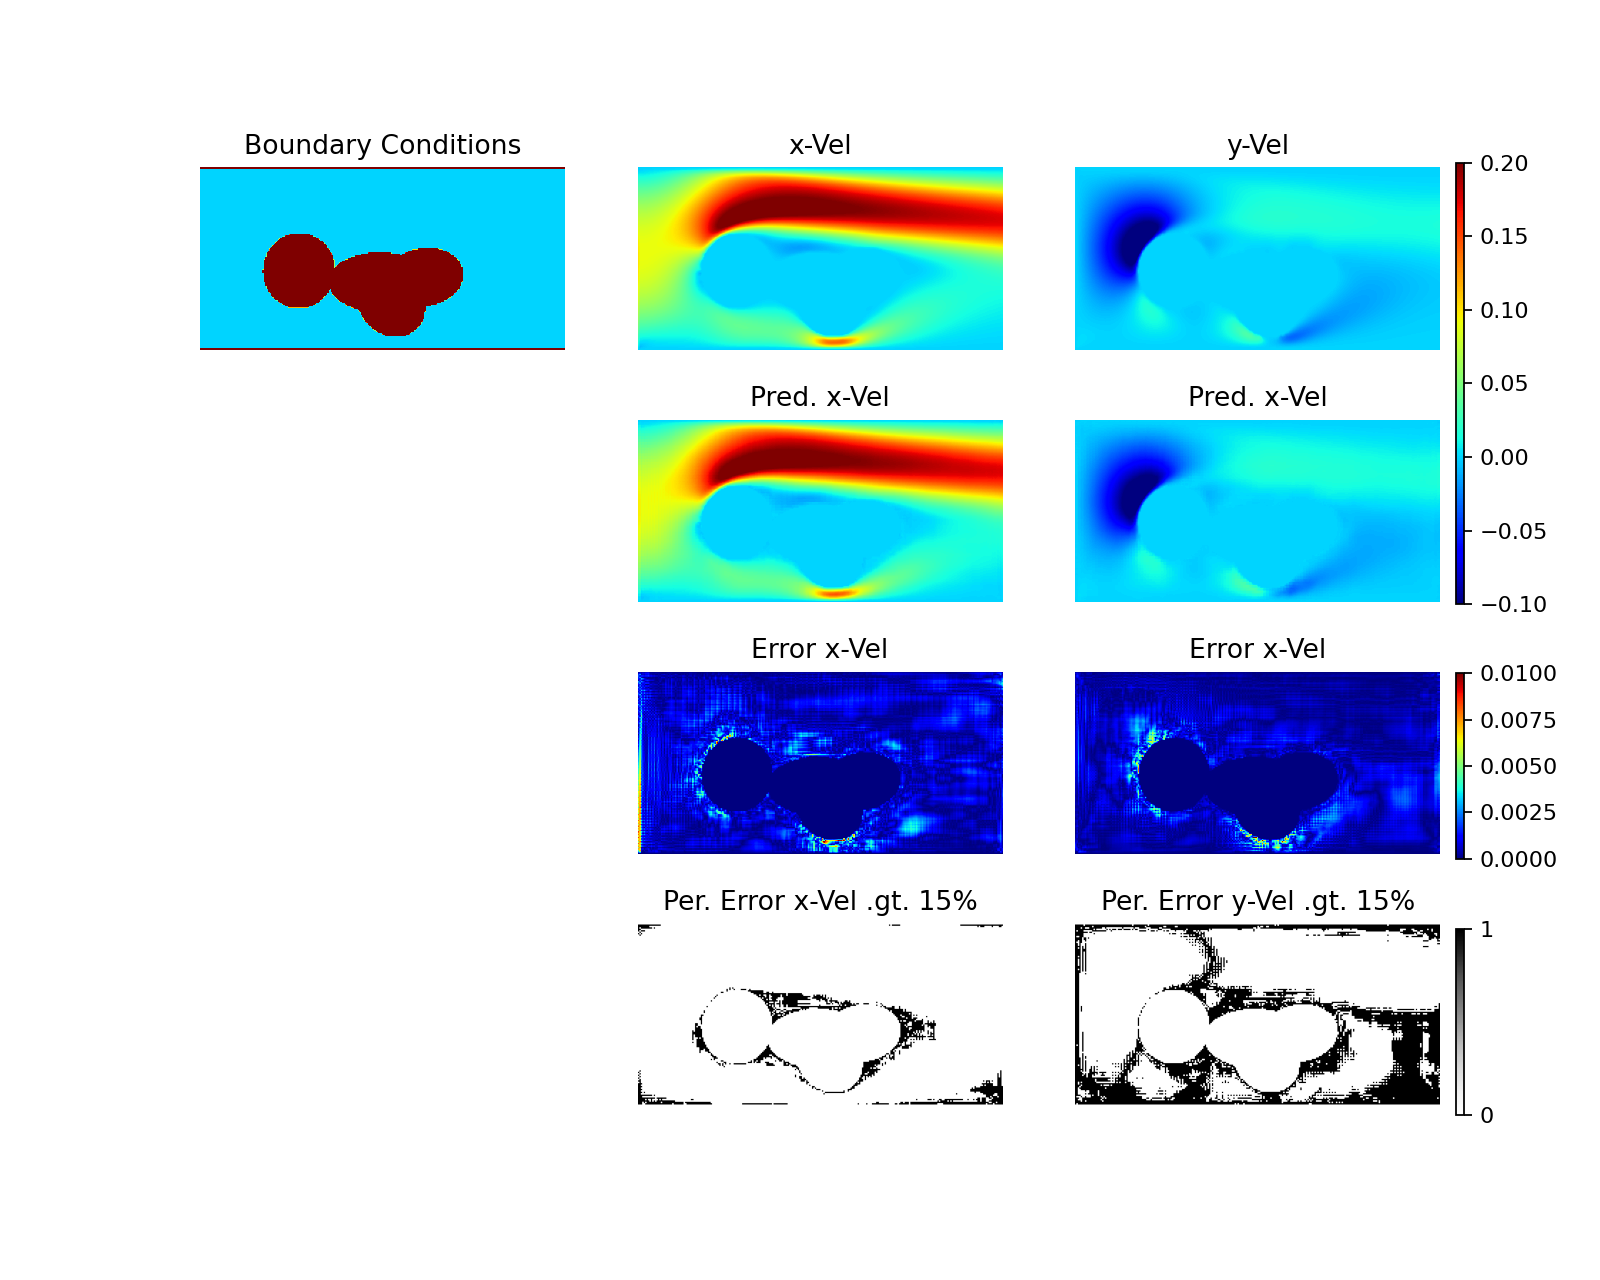 Boundary Conditions
x-Vel
y-Vel
0.20
0.15
0.10
0.05
0.00
−0.05
−0.10
Pred. x-Vel
Pred. x-Vel
Error x-Vel
Error x-Vel
0.0100
0.0075
0.0050
0.0025
0.0000
Per. Error x-Vel .gt. 15%
Per. Error y-Vel .gt. 15%
1
0